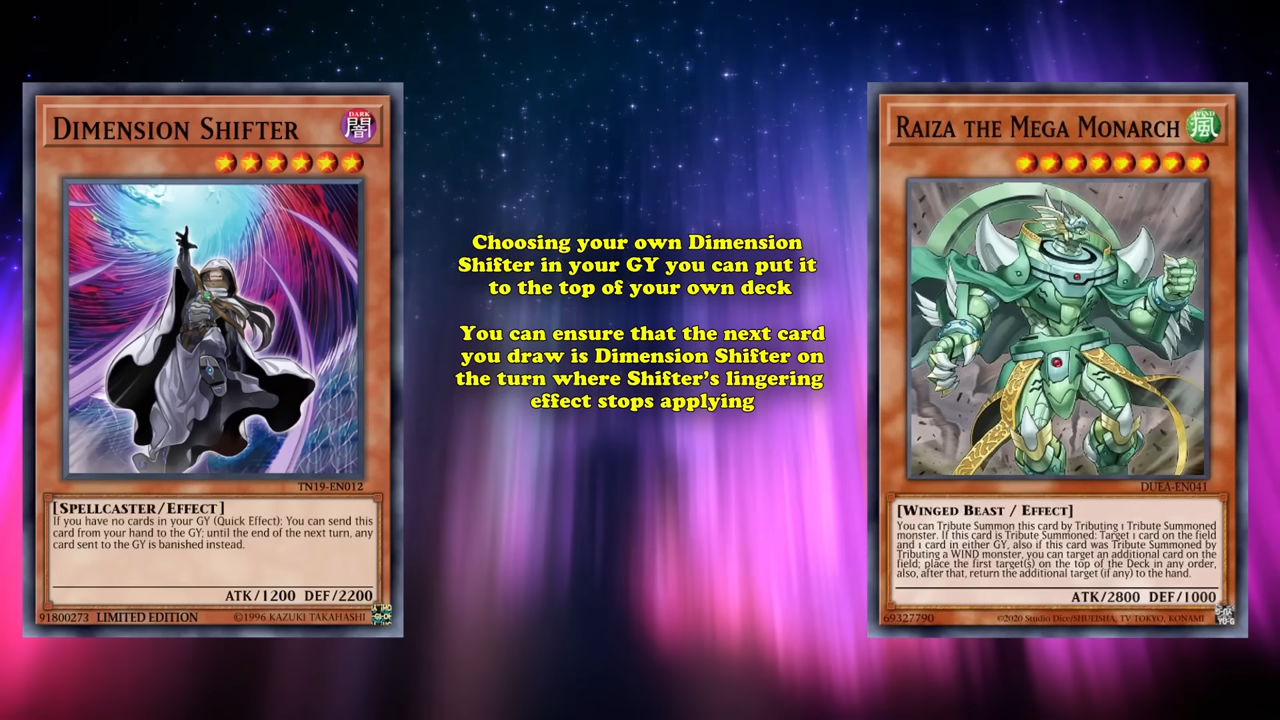 DIMENSION SHIFTER
DARK
闇
TN19-EN012
[SPELLCASTER/EFFECT]
If you have no cards in your GY (Quick Effect): You can send this
card from your hand to the GY; until the end of the next turn, any
card sent to the GY is banished instead.
ATK/1200 DEF/2200
91800273 LIMITED EDITION ©1996 KAZUKI TAKAHASHI
Choosing your own Dimension
Shifter in your GY you can put it
to the top of your own deck
You can ensure that the next card
you draw is Dimension Shifter on
the turn where Shifter's lingering
effect stops applying
RAIZA THE MEGA MONARCH
WIND
風
DUEA-EN041
[WINGED BEAST / EFFECT]
You can Tribute Summon this card by Tributing 1 Tribute Summoned
monster. If this card is Tribute Summoned: Target 1 card on the field
and 1 card in either GY, also if this card was Tribute Summoned by
Tributing a WIND monster, you can target an additional card on the
field; place the first target(s) on the top of the Deck in any order,
also, after that, return the additional target (if any) to the hand.
ATK/2800 DEF/1000
69327790 ©2020 Studio Dice/SHUEISHA, TV TOKYO, KONAMI